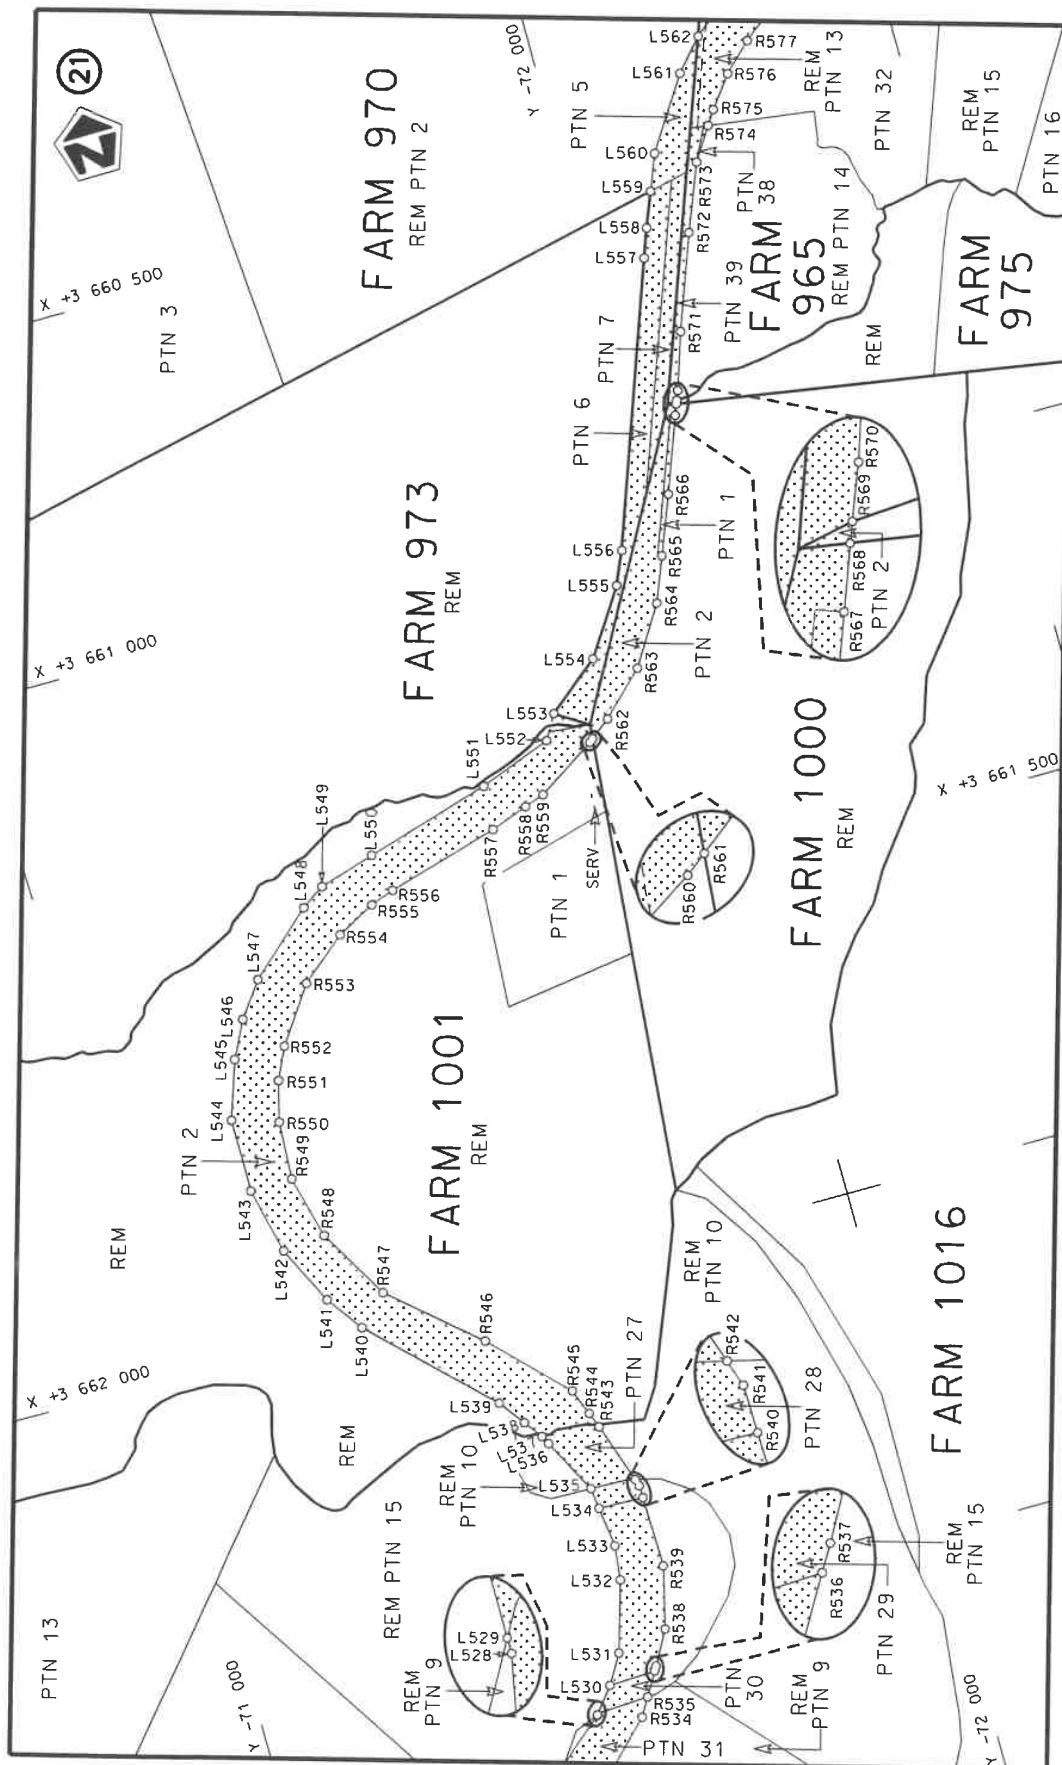 21
N
X +3 660 500
PTN 3
FARM 970
REM PTN 2
Y -72 000
PTN 5
L562
L561
L560
L559
L558
L557
R577
R576
R575
R574
R573
R572
R571
REM
PTN 13
PTN 32
REM
PTN 15
PTN 16
PTN
38
PTN 39
FARM
965
REM PTN 14
REM
FARM
975
PTN 7
PTN 6
FARM 973
REM
X +3 661 000
L556
L555
L554
L553
L552
L551
L550
L549
L548
L547
L546
L545
L544
L543
L542
L541
L540
L539
L538
L537
L536
L535
L534
L533
L532
L531
L530
R566
R565
R564
R563
R562
PTN 1
PTN 2
R570
R569
R568
R567
PTN 2
FARM 1000
REM
X +3 661 500
R561
R560
SERV
PTN 1
R559
R558
R557
R556
R555
R554
R553
R552
R551
R550
R549
R548
R547
R546
R545
R544
R543
PTN 2
REM
FARM 1001
REM
X +3 662 000
REM
REM
PTN 10
PTN 27
REM
PTN 10
R542
R541
R540
PTN 28
FARM 1016
REM PTN 15
PTN 13
L529
L528
REM
PTN 9
R539
R538
R537
R536
PTN 29
REM
PTN 15
PTN
30
REM
PTN 9
R535
R534
PTN 31
Y -71 000
Y -72 000